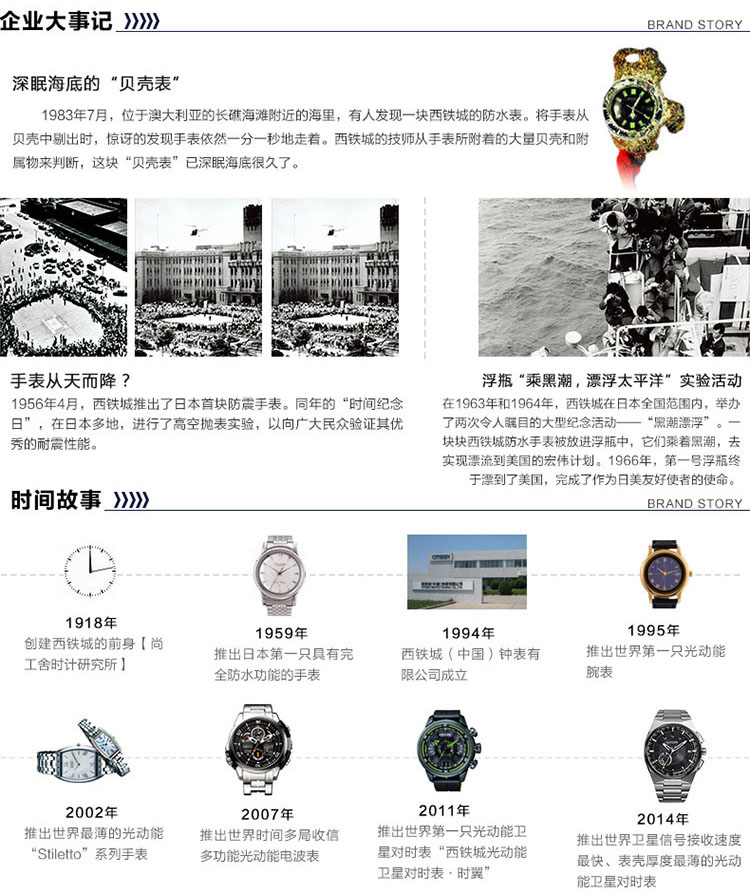 企业大事记
BRAND STORY
深眠海底的“贝壳表”
1983年7月，位于澳大利亚的长礁海滩附近的海里，有人发现一块西铁城的防水表。将手表从
贝壳中剔出时，惊讶的发现手表依然一分一秒地走着。西铁城的技师从手表所附着的大量贝壳和附
属物来判断，这块“贝壳表”已深眠海底很久了。
手表从天而降？
1956年4月，西铁城推出了日本首块防震手表。同年的“时间纪念
日”，在日本多地，进行了高空抛表实验，以向广大民众验证其优
秀的耐震性能。
浮瓶“乘黑潮，漂浮太平洋”实验活动
在1963年和1964年，西铁城在日本全国范围内，举办
了两次令人瞩目的大型纪念活动——“黑潮漂浮”。一
块块西铁城防水手表被放进浮瓶中，它们乘着黑潮，去
实现漂流到美国的宏伟计划。1966年，第一号浮瓶终
于漂到了美国，完成了作为日美友好使者的使命。
时间故事
BRAND STORY
CITIZEN
1918年
创建西铁城的前身【尚
工舍时计研究所】
1959年
推出日本第一只具有完
全防水功能的手表
1994年
西铁城（中国）钟表有
限公司成立
1995年
推出世界第一只光动能
腕表
2002年
推出世界最薄的光动能
“Stiletto”系列手表
2007年
推出世界时间多局收信
多功能光动能电波表
2011年
推出世界第一只光动能卫
星对时表“西铁城光动能
卫星对时表·时翼”
2014年
推出世界卫星信号接收速度
最快、表壳厚度最薄的光动
能卫星对时表